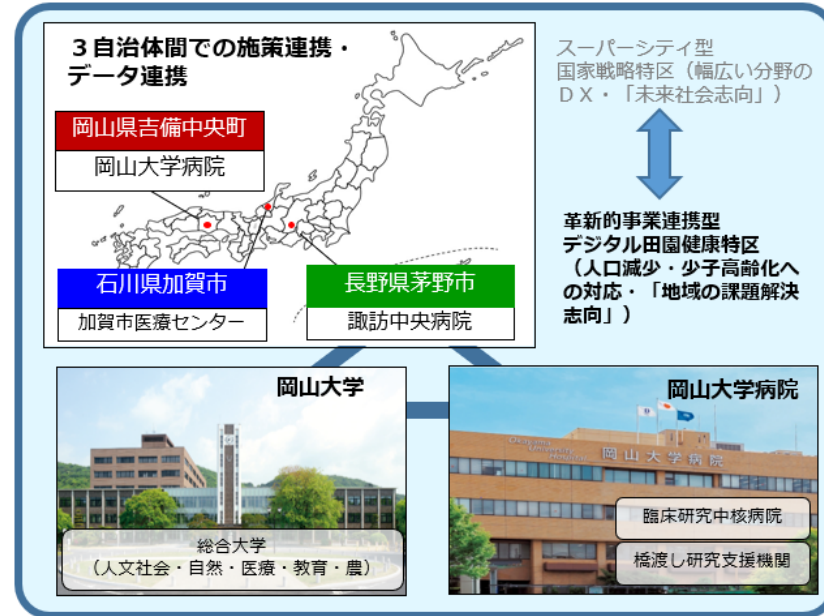 ３自治体間での施策連携・
データ連携
岡山県吉備中央町
岡山大学病院
石川県加賀市
加賀市医療センター
長野県茅野市
諏訪中央病院
スーパーシティ型
国家戦略特区（幅広い分野の
ＤＸ・「未来社会志向」）
革新的事業連携型
デジタル田園健康特区
（人口減少・少子高齢化へ
の対応・「地域の課題解決
志向」）
岡山大学
総合大学
（人文社会・自然・医療・教育・農）
岡山大学病院
Okayama
University
Hospital
岡山大学病院
臨床研究中核病院
橋渡し研究支援機関